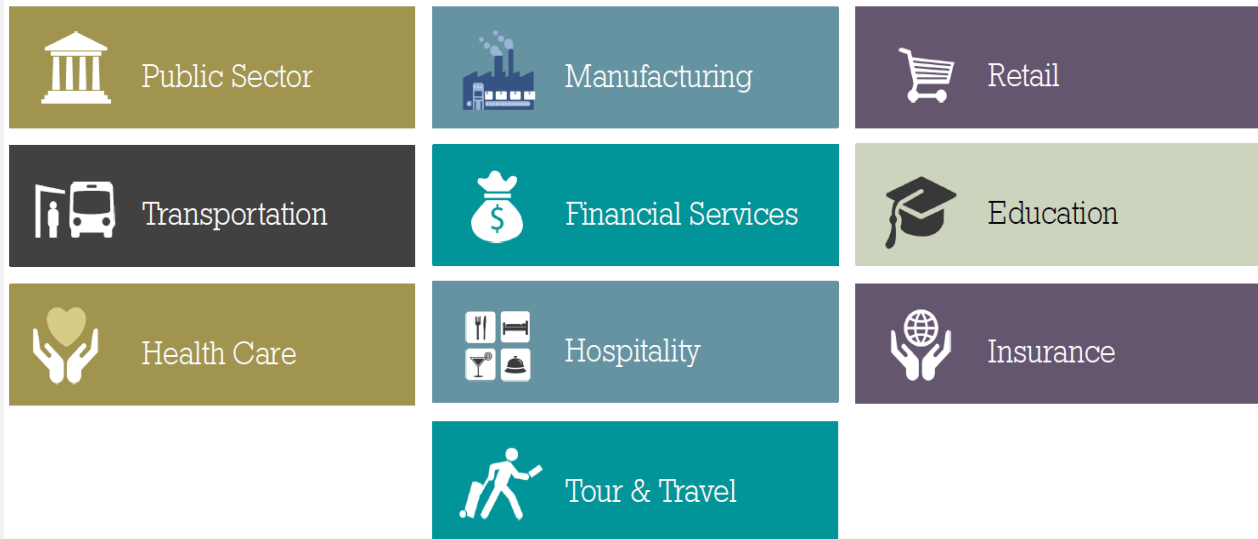 Public Sector
Manufacturing
Retail
Transportation
$
Financial Services
Education
Health Care
Hospitality
Insurance
Tour & Travel